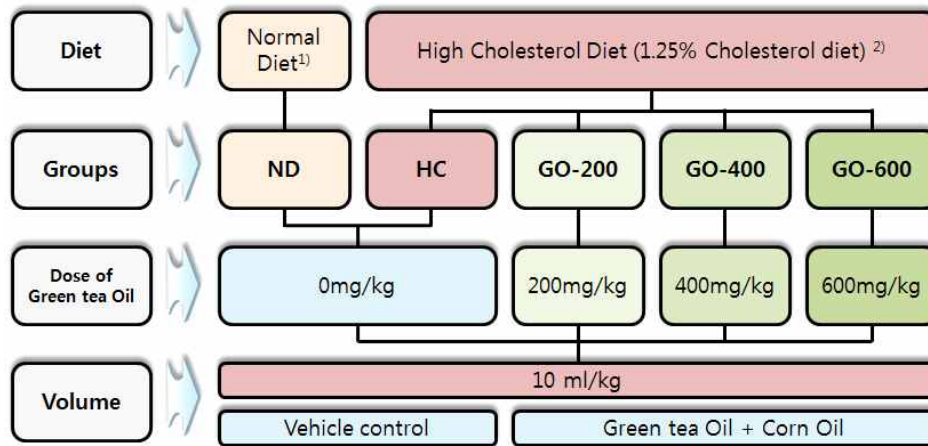 Diet
Normal
Diet1)
High Cholesterol Diet (1.25% Cholesterol diet) 2)
Groups
ND
HC
GO-200
GO-400
GO-600
Dose of
Green tea Oil
0mg/kg
200mg/kg
400mg/kg
600mg/kg
Volume
10 ml/kg
Vehicle control
Green tea Oil + Corn Oil